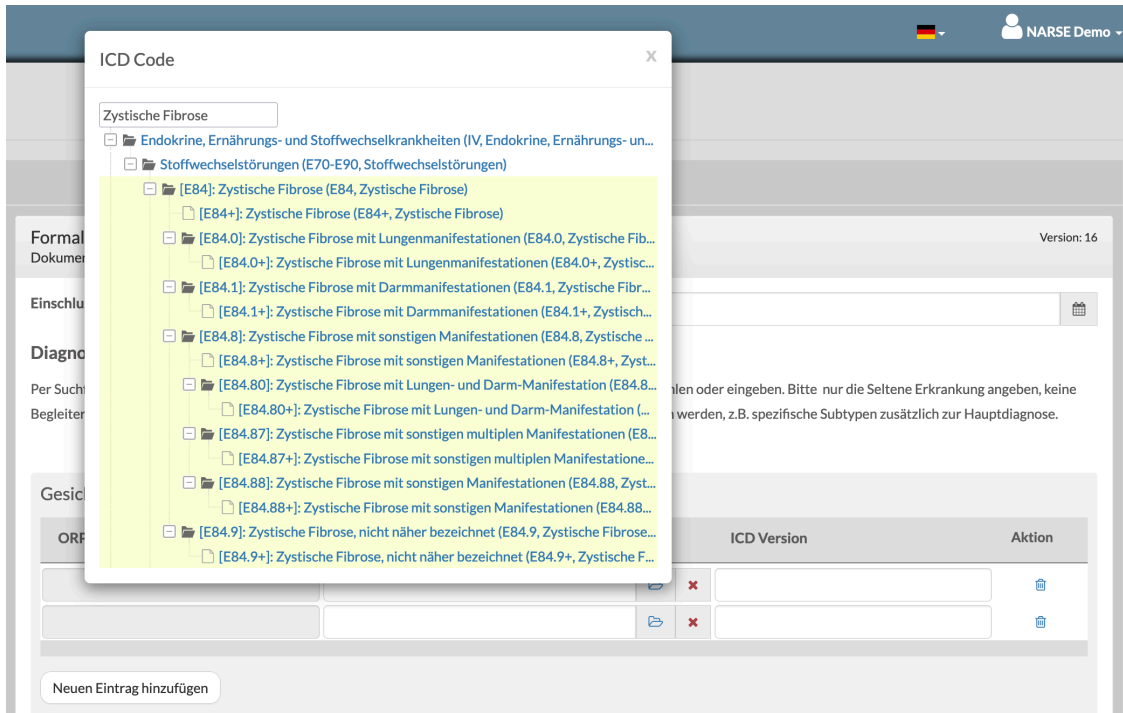 NARSE Demo
ICD Code
x
Zystische Fibrose
Endokrine, Ernährungs- und Stoffwechselkrankheiten (IV, Endokrine, Ernährungs- un...
Stoffwechselstörungen (E70-E90, Stoffwechselstörungen)
[E84]: Zystische Fibrose (E84, Zystische Fibrose)
[E84+]: Zystische Fibrose (E84+, Zystische Fibrose)
[E84.0]: Zystische Fibrose mit Lungenmanifestationen (E84.0, Zystische Fib...
[E84.0+]: Zystische Fibrose mit Lungenmanifestationen (E84.0+, Zystisc...
[E84.1]: Zystische Fibrose mit Darmmanifestationen (E84.1, Zystische Fibr...
[E84.1+]: Zystische Fibrose mit Darmmanifestationen (E84.1+, Zystisch...
[E84.8]: Zystische Fibrose mit sonstigen Manifestationen (E84.8, Zystische ...
[E84.8+]: Zystische Fibrose mit sonstigen Manifestationen (E84.8+, Zyst...
[E84.80]: Zystische Fibrose mit Lungen- und Darm-Manifestation (E84.8...
[E84.80+]: Zystische Fibrose mit Lungen- und Darm-Manifestation (...
[E84.87]: Zystische Fibrose mit sonstigen multiplen Manifestationen (E8...
[E84.87+]: Zystische Fibrose mit sonstigen multiplen Manifestatione...
[E84.88]: Zystische Fibrose mit sonstigen Manifestationen (E84.88, Zyst...
[E84.88+]: Zystische Fibrose mit sonstigen Manifestationen (E84.88...
[E84.9]: Zystische Fibrose, nicht näher bezeichnet (E84.9, Zystische Fibrose...
[E84.9+]: Zystische Fibrose, nicht näher bezeichnet (E84.9+, Zystische F...
Formal
Version: 16
Dokumen
Einschlu
Diagno
Per Such
hlen oder eingeben. Bitte nur die Seltene Erkrankung angeben, keine
Begleiter
werden, z.B. spezifische Subtypen zusätzlich zur Hauptdiagnose.
Gesic
ORP
ICD Version
Aktion
Neuen Eintrag hinzufügen